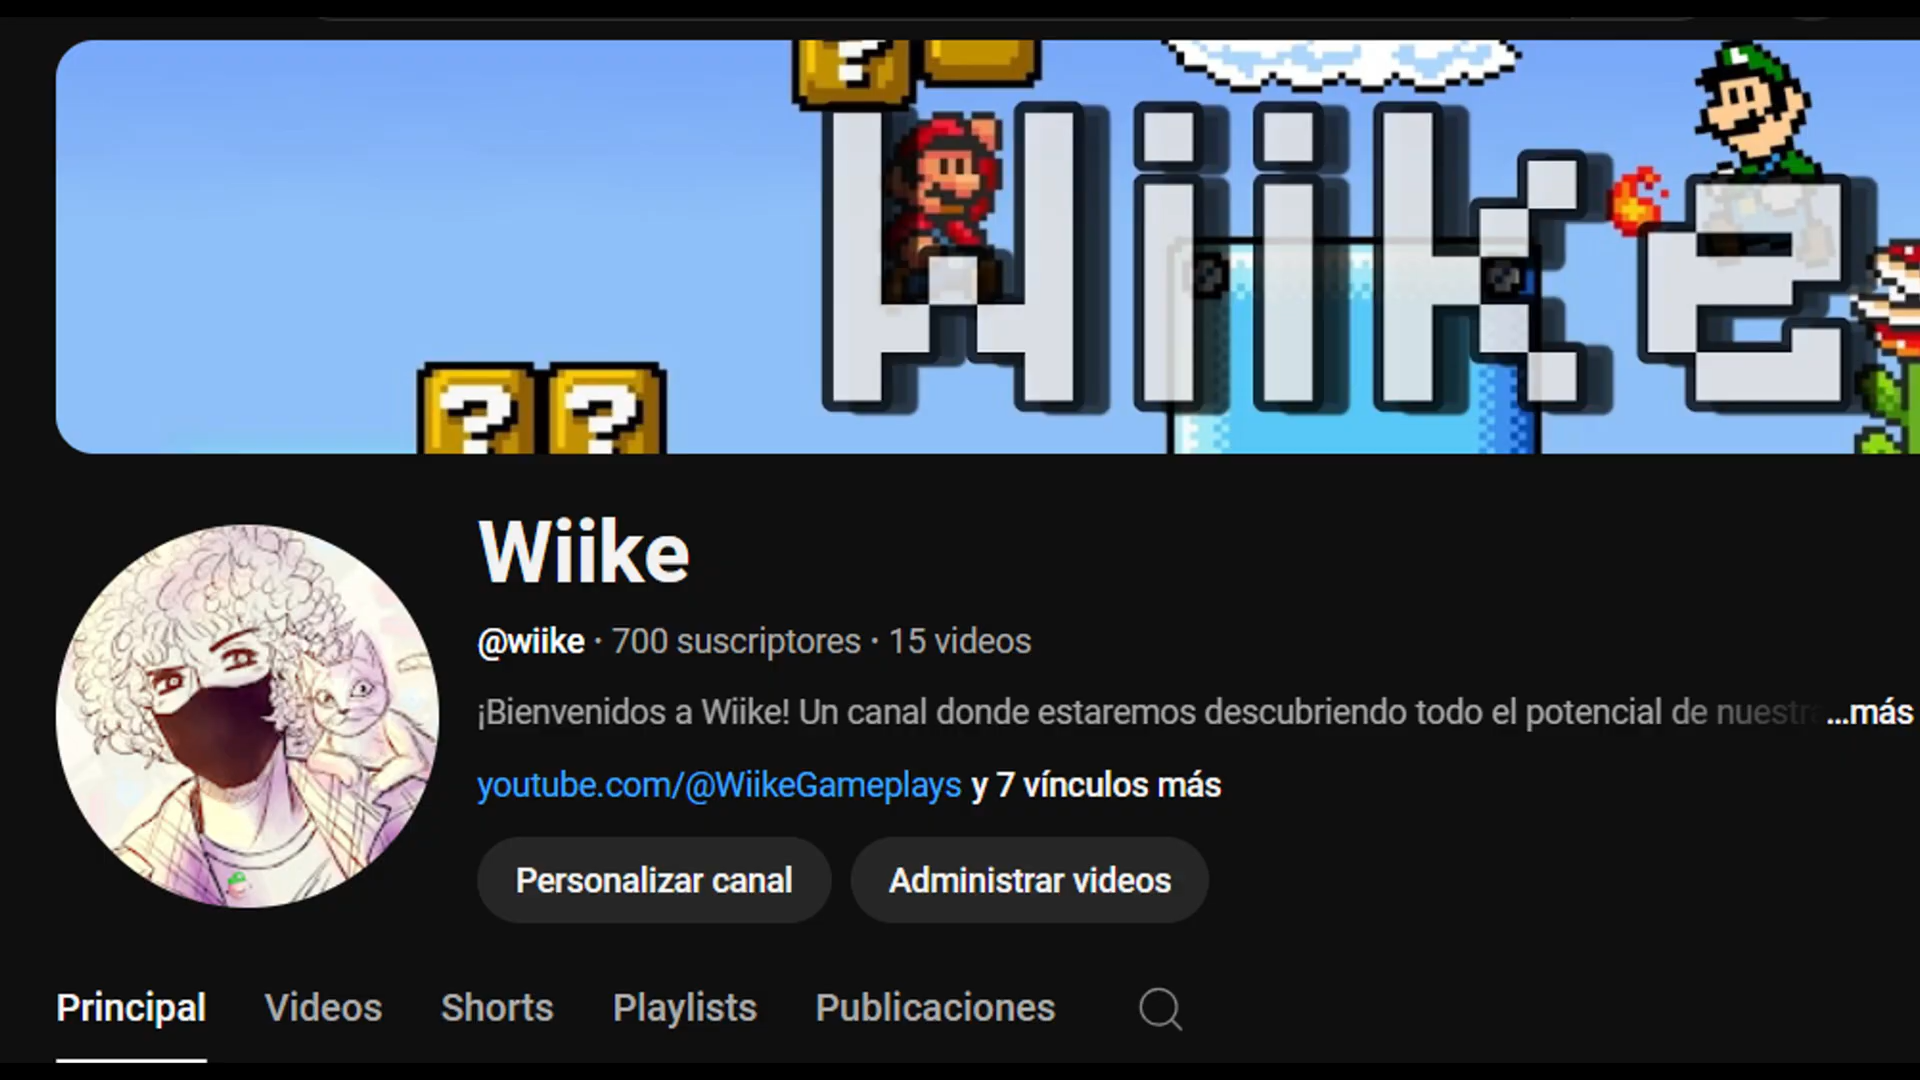 ? 
Wiike
? ?
Wiike
@wiike · 700 suscriptores · 15 videos
¡Bienvenidos a Wiike! Un canal donde estaremos descubriendo todo el potencial de nuestra ...más
youtube.com/@WiikeGameplays y 7 vínculos más
Personalizar canal Administrar videos
Principal Videos Shorts Playlists Publicaciones